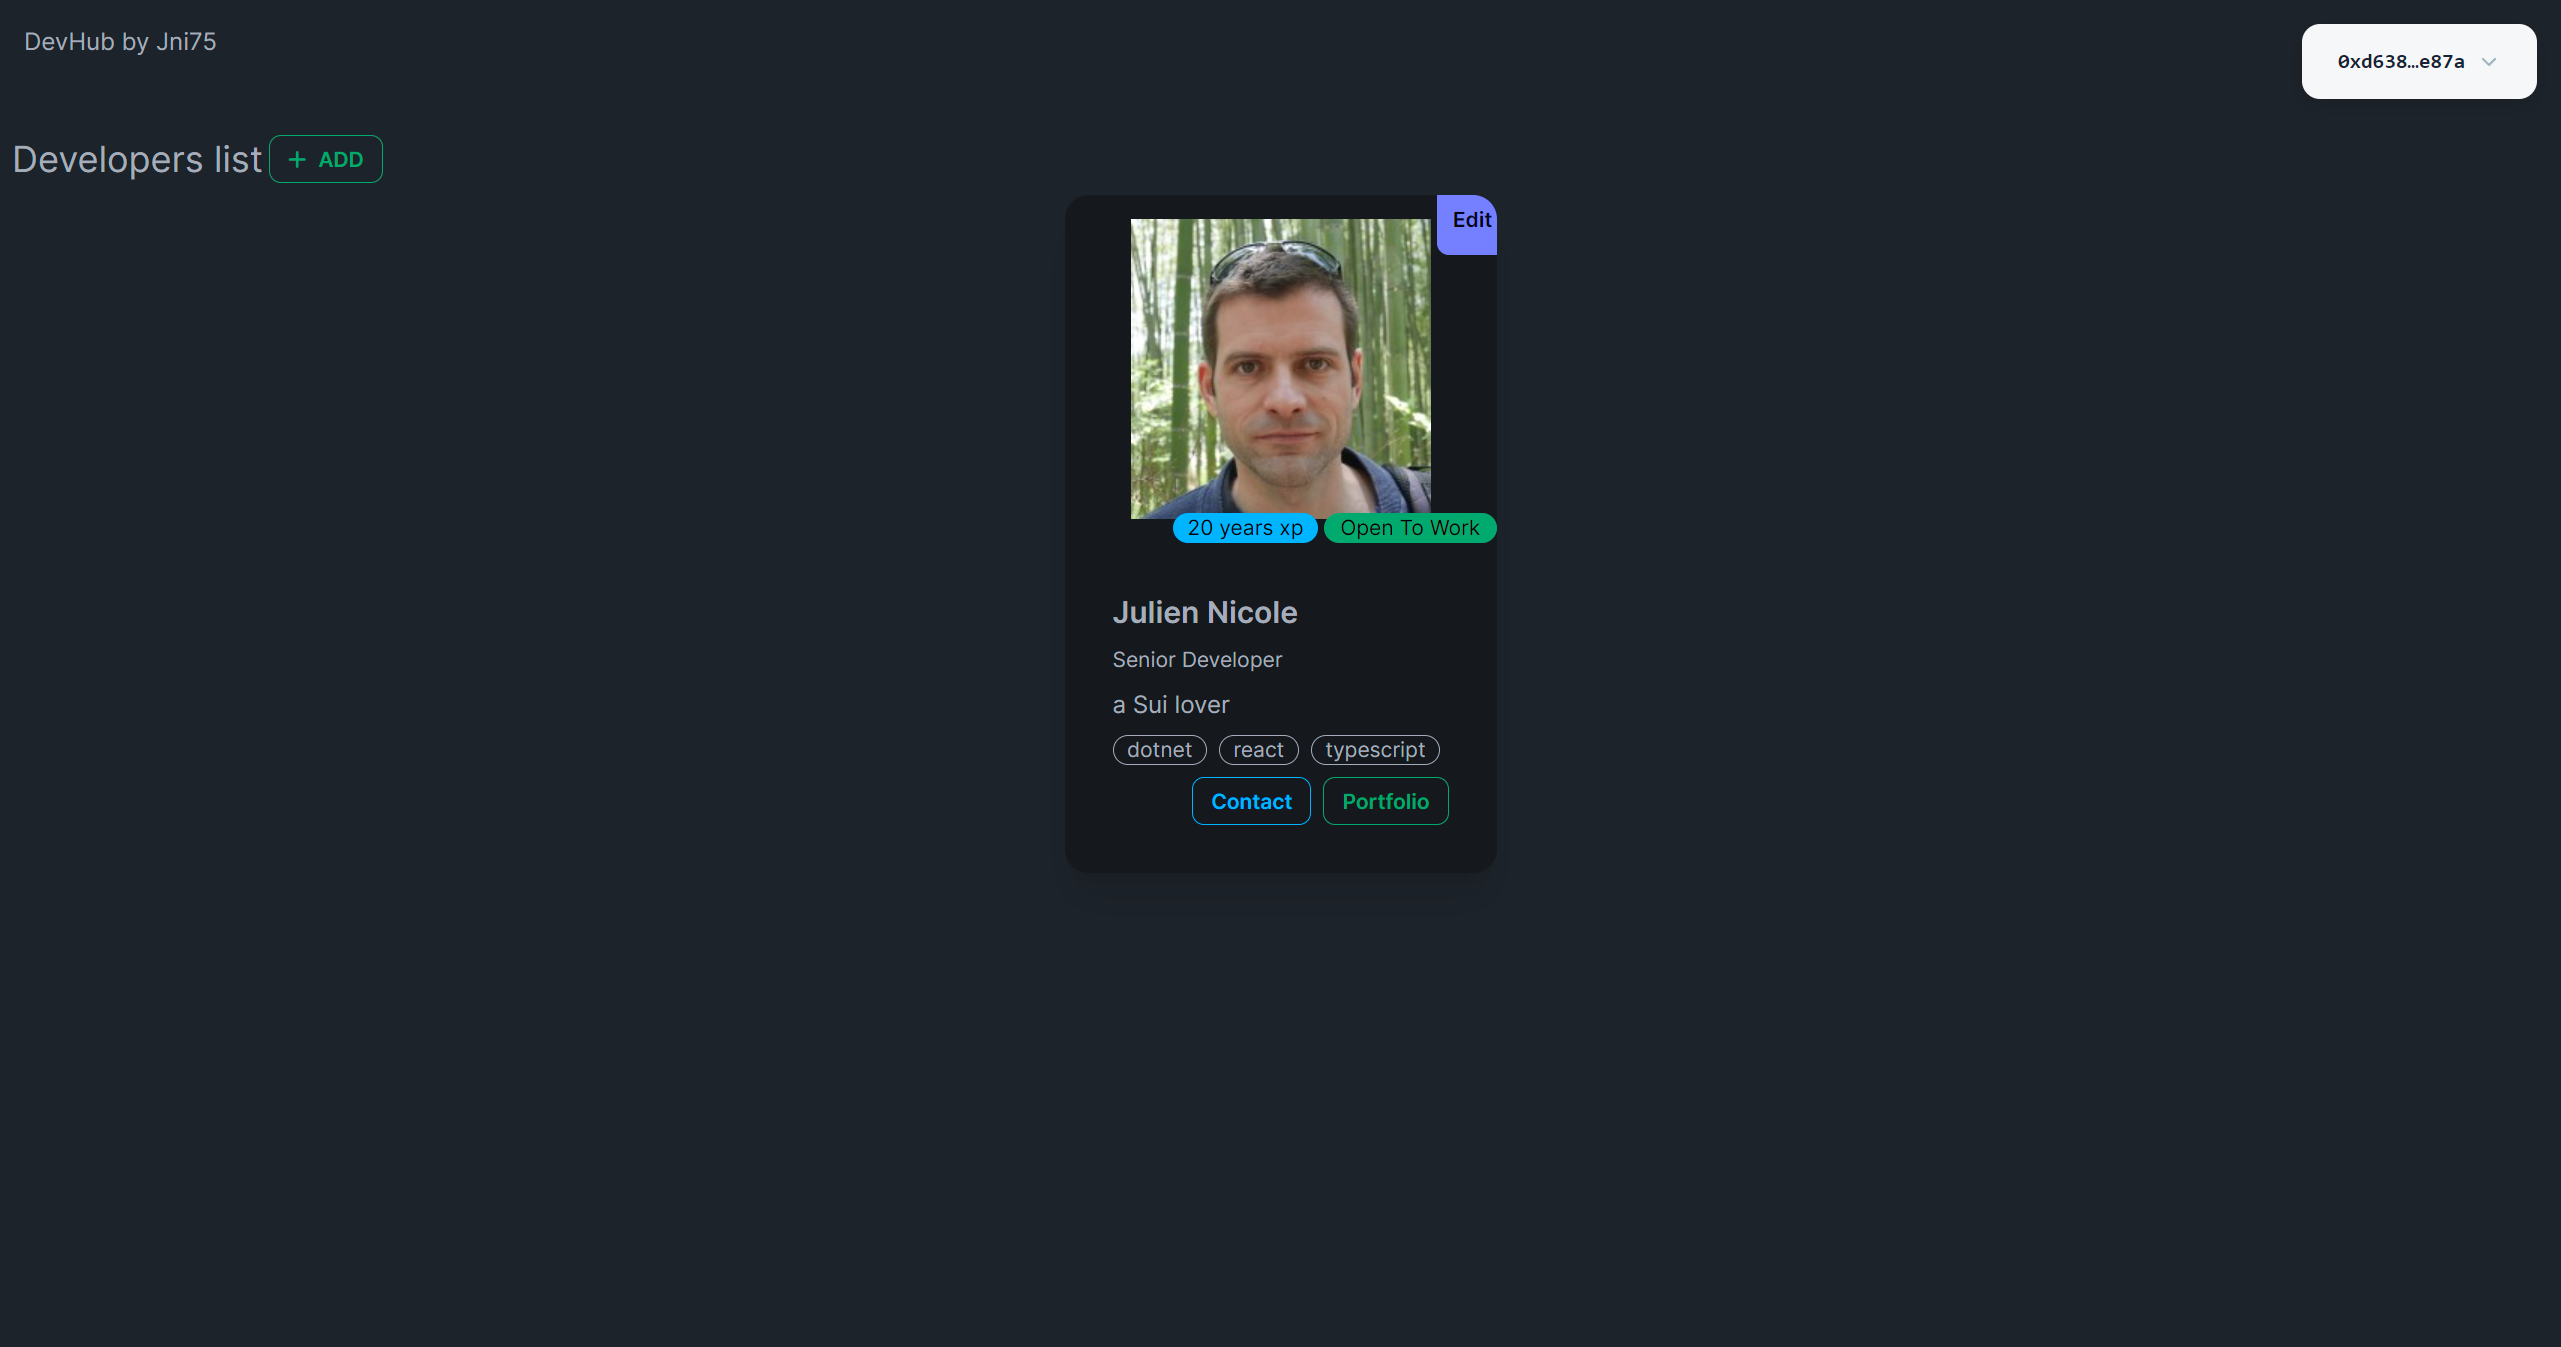 DevHub by Jni75
0xd638…e87a
Developers list
+ ADD
Edit
20 years xp
Open To Work
Julien Nicole
Senior Developer
a Sui lover
dotnet react typescript
Contact Portfolio